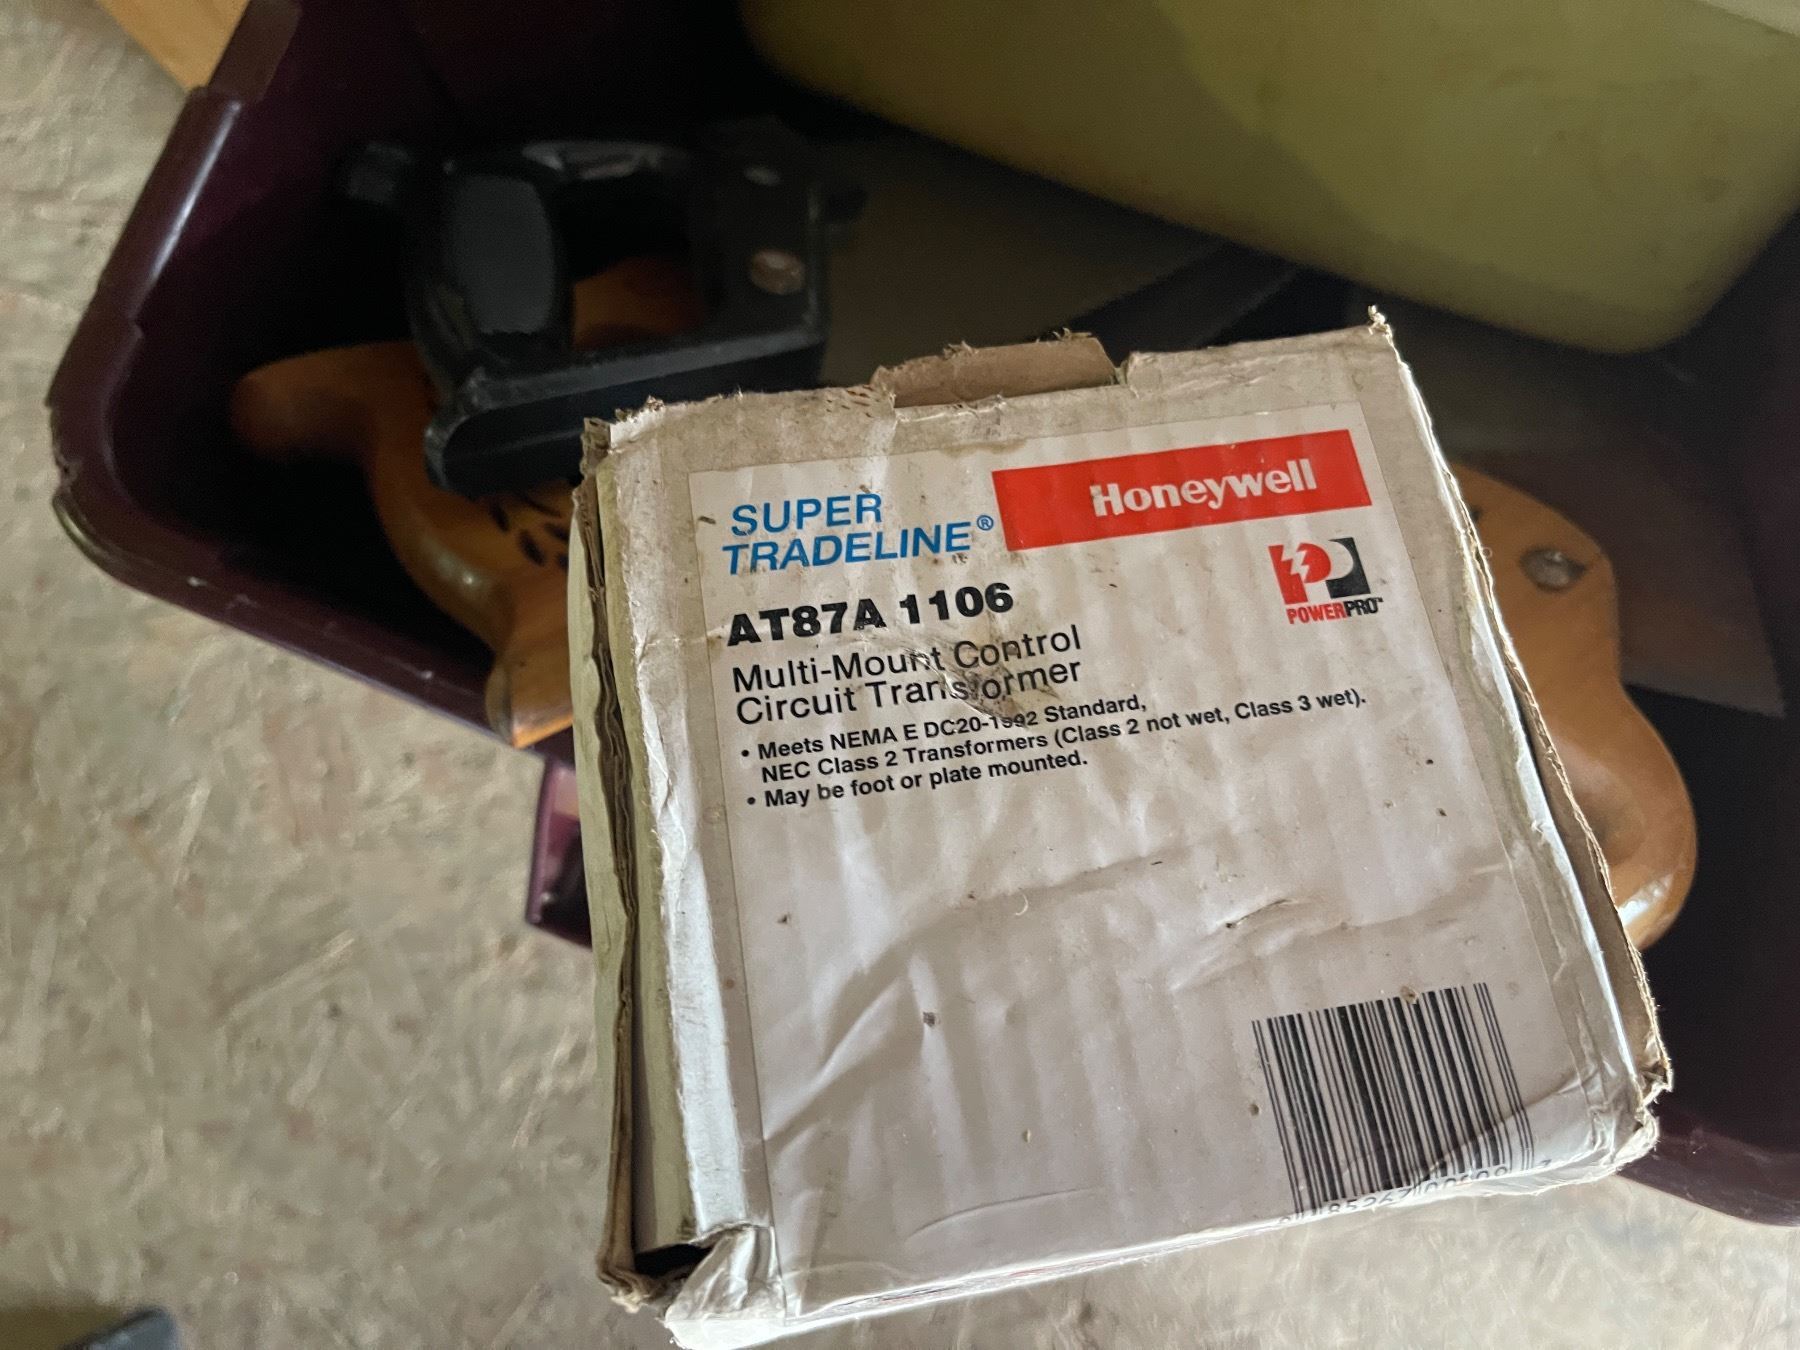 SUPER
TRADELINE®
Honeywell
POWERPRO™
AT87A 1106
Multi-Mount Control
Circuit Transformer
• Meets NEMA E DC20-1992 Standard,
NEC Class 2 Transformers (Class 2 not wet, Class 3 wet).
• May be foot or plate mounted.